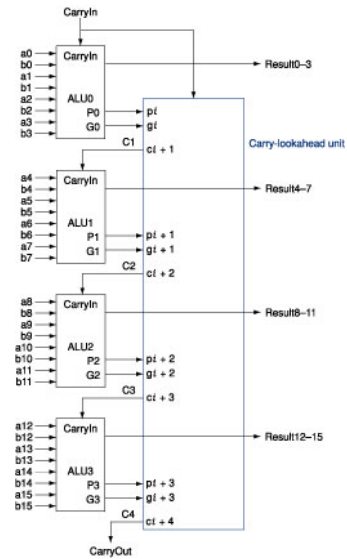 CarryIn
a0
b0
a1
b1
a2
b2
a3
b3
CarryIn
ALU0
P0
G0
pi
gi
Result0–3
Carry-lookahead unit
C1
ci + 1
a4
b4
a5
b5
a6
b6
a7
b7
CarryIn
ALU1
P1
G1
pi + 1
gi + 1
Result4–7
C2
ci + 2
a8
b8
a9
b9
a10
b10
a11
b11
CarryIn
ALU2
P2
G2
pi + 2
gi + 2
Result8–11
C3
ci + 3
a12
b12
a13
b13
a14
b14
a15
b15
CarryIn
ALU3
P3
G3
pi + 3
gi + 3
Result12–15
C4
ci + 4
CarryOut